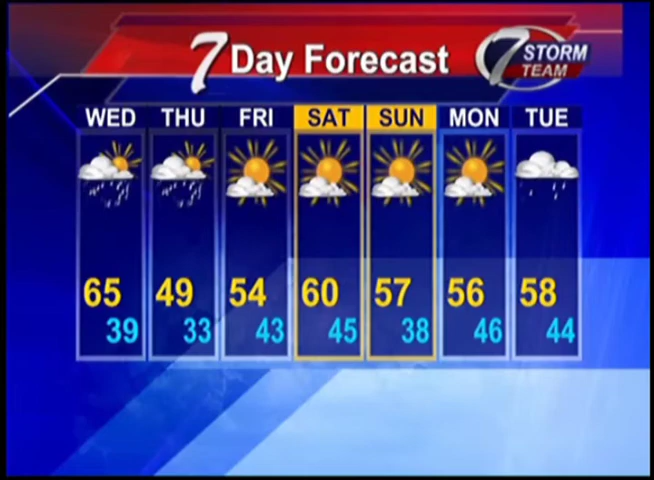 7 Day Forecast
7 STORM
TEAM
WED THU FRI SAT SUN MON TUE
65 49 54 60 57 56 58
39 33 43 45 38 46 44